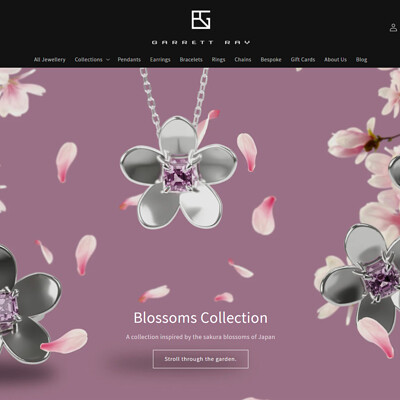 GARRETT RAY
All Jewellery Collections Pendants Earrings Bracelets Rings Chains Bespoke Gift Cards About Us Blog
Blossoms Collection
A collection inspired by the sakura blossoms of Japan
Stroll through the garden.